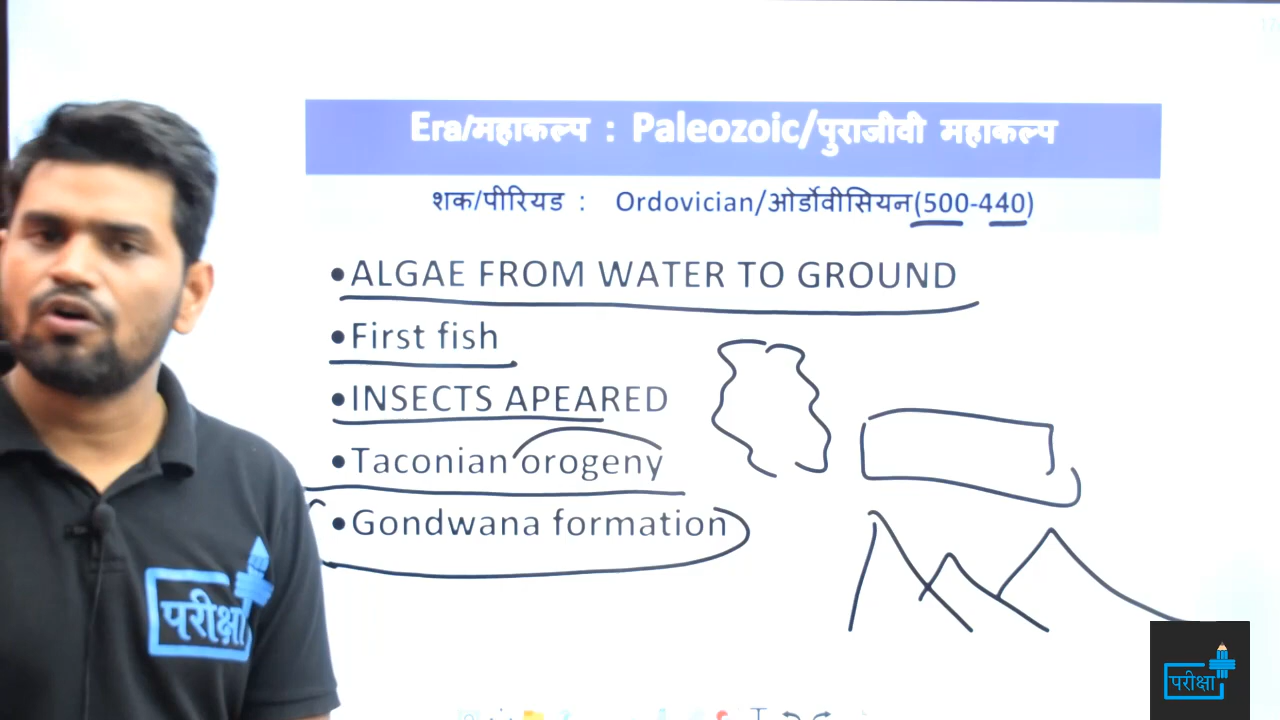 Era/महाकल्प : Paleozoic/पुराजीवी महाकल्प
शक/पीरियड : Ordovician/ओर्डोवीसियन(500-440)
•ALGAE FROM WATER TO GROUND
•First fish
•INSECTS APEARED
•Taconian orogeny
•Gondwana formation
परीक्षा
परीक्षा